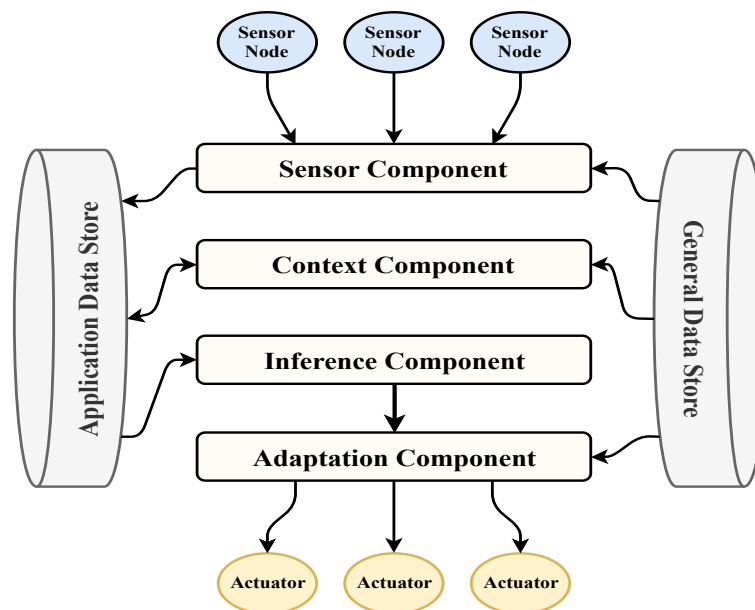 Sensor
Node
Sensor
Node
Sensor
Node
Sensor Component
Application Data Store
General Data Store
Context Component
Inference Component
Adaptation Component
Actuator
Actuator
Actuator